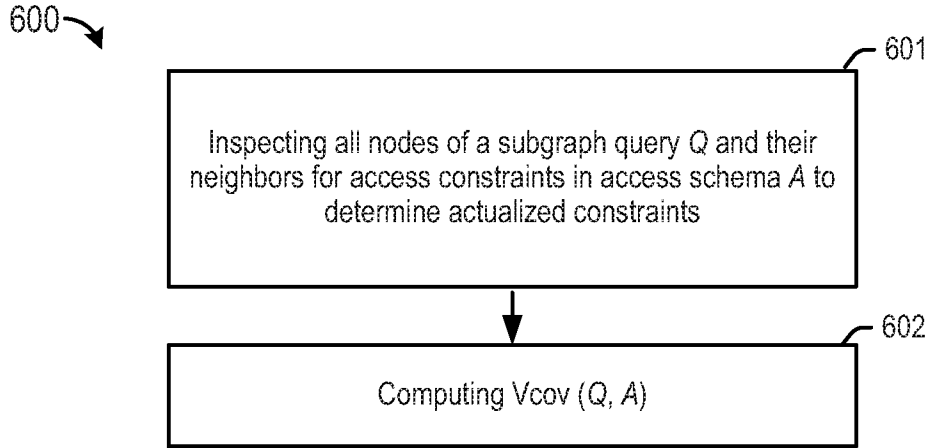 600
601
Inspecting all nodes of a subgraph query Q and their
neighbors for access constraints in access schema A to
determine actualized constraints
602
Computing Vcov (Q, A)